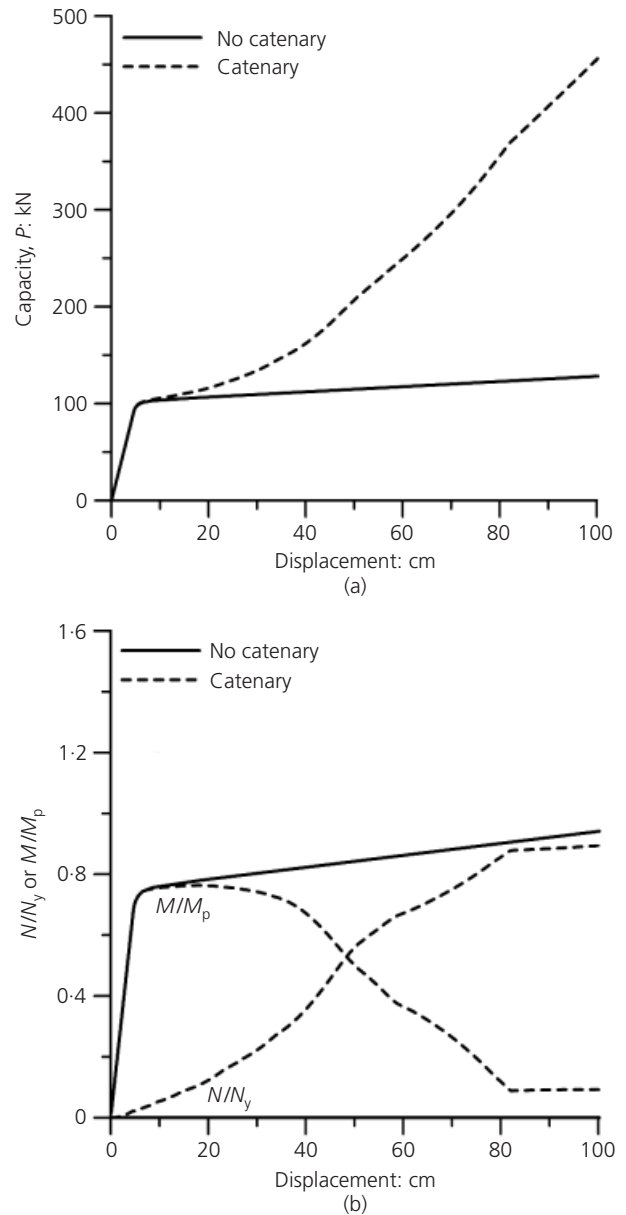 500
No catenary
Catenary
400
300
200
100
0
Capacity, P: kN
0 20 40 60 80 100
Displacement: cm
(a)
1·6
No catenary
Catenary
1·2
0·8
0·4
0
N/Ny or M/Mp
M/Mp
N/Ny
0 20 40 60 80 100
Displacement: cm
(b)